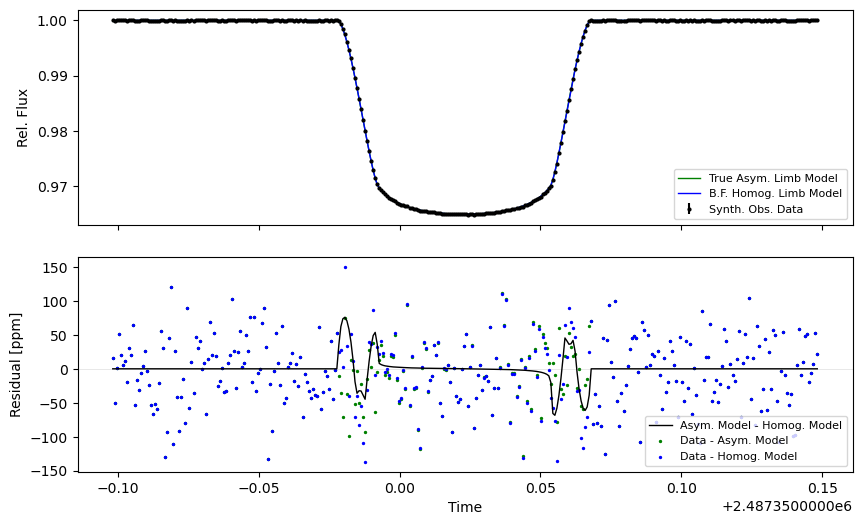 1.00
0.99
0.98
0.97
Rel. Flux
True Asym. Limb Model
B.F. Homog. Limb Model
Synth. Obs. Data
150
100
50
0
−50
−100
−150
Residual [ppm]
Asym. Model - Homog. Model
Data - Asym. Model
Data - Homog. Model
−0.10 −0.05 0.00 0.05 0.10 0.15
Time
+2.4873500000e6